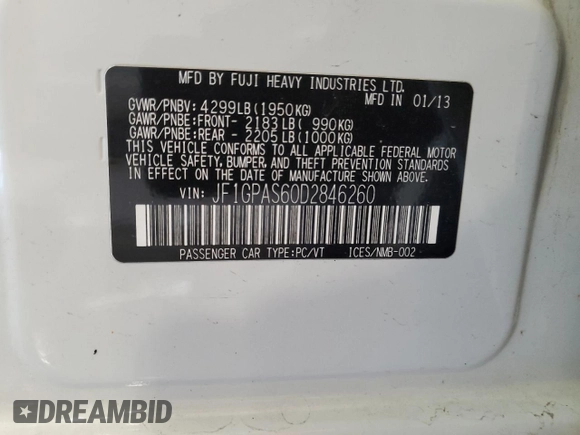 MFD BY FUJI HEAVY INDUSTRIES LTD.
MFD IN 01/13
GVWR/PNBV: 4299LB(1950KG)
GAWR/PNBE:FRONT- 2183LB( 990KG)
GAWR/PNBE:REAR - 2205LB(1000KG)
THIS VEHICLE CONFORMS TO ALL APPLICABLE FEDERAL MOTOR
VEHICLE SAFETY, BUMPER, AND THEFT PREVENTION STANDARDS
IN EFFECT ON THE DATE OF MANUFACTURE SHOWN ABOVE.
VIN: JF1GPAS60D2846260
PASSENGER CAR TYPE:PC/VT ICES/NMB-002
DREAMBID